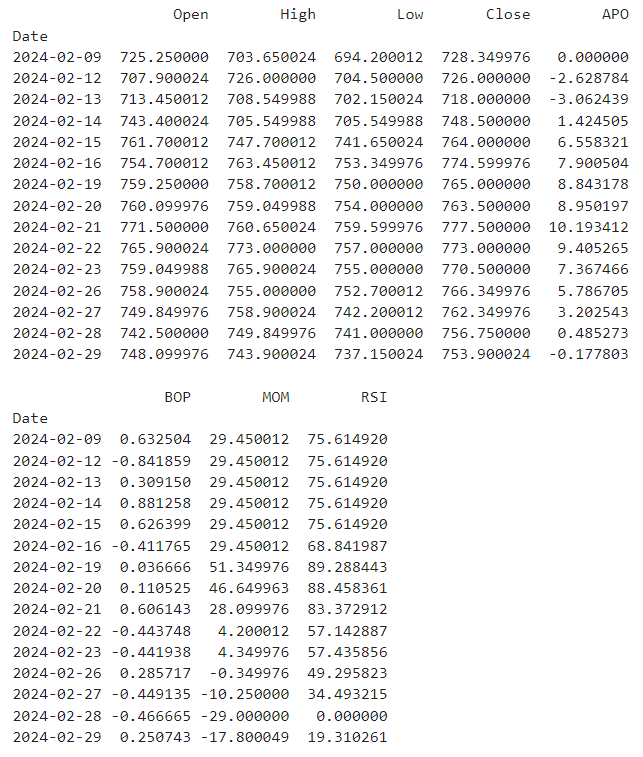 Open High Low Close APO
Date
2024-02-09 725.250000 703.650024 694.200012 728.349976 0.000000
2024-02-12 707.900024 726.000000 704.500000 726.000000 -2.628784
2024-02-13 713.450012 708.549988 702.150024 718.000000 -3.062439
2024-02-14 743.400024 705.549988 705.549988 748.500000 1.424505
2024-02-15 761.700012 747.700012 741.650024 764.000000 6.558321
2024-02-16 754.700012 763.450012 753.349976 774.599976 7.900504
2024-02-19 759.250000 758.700012 750.000000 765.000000 8.843178
2024-02-20 760.099976 759.049988 754.000000 763.500000 8.950197
2024-02-21 771.500000 760.650024 759.599976 777.500000 10.193412
2024-02-22 765.900024 773.000000 757.000000 773.000000 9.405265
2024-02-23 759.049988 765.900024 755.000000 770.500000 7.367466
2024-02-26 758.900024 755.000000 752.700012 766.349976 5.786705
2024-02-27 749.849976 758.900024 742.200012 762.349976 3.202543
2024-02-28 742.500000 749.849976 741.000000 756.750000 0.485273
2024-02-29 748.099976 743.900024 737.150024 753.900024 -0.177803
BOP MOM RSI
Date
2024-02-09 0.632504 29.450012 75.614920
2024-02-12 -0.841859 29.450012 75.614920
2024-02-13 0.309150 29.450012 75.614920
2024-02-14 0.881258 29.450012 75.614920
2024-02-15 0.626399 29.450012 75.614920
2024-02-16 -0.411765 29.450012 68.841987
2024-02-19 0.036666 51.349976 89.288443
2024-02-20 0.110525 46.649963 88.458361
2024-02-21 0.606143 28.099976 83.372912
2024-02-22 -0.443748 4.200012 57.142887
2024-02-23 -0.441938 4.349976 57.435856
2024-02-26 0.285717 -0.349976 49.295823
2024-02-27 -0.449135 -10.250000 34.493215
2024-02-28 -0.466665 -29.000000 0.000000
2024-02-29 0.250743 -17.800049 19.310261